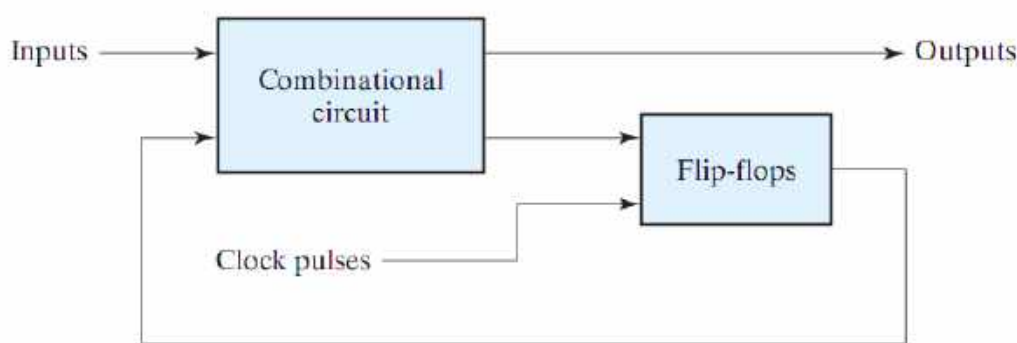 Inputs
Combinational
circuit
Outputs
Flip-flops
Clock pulses